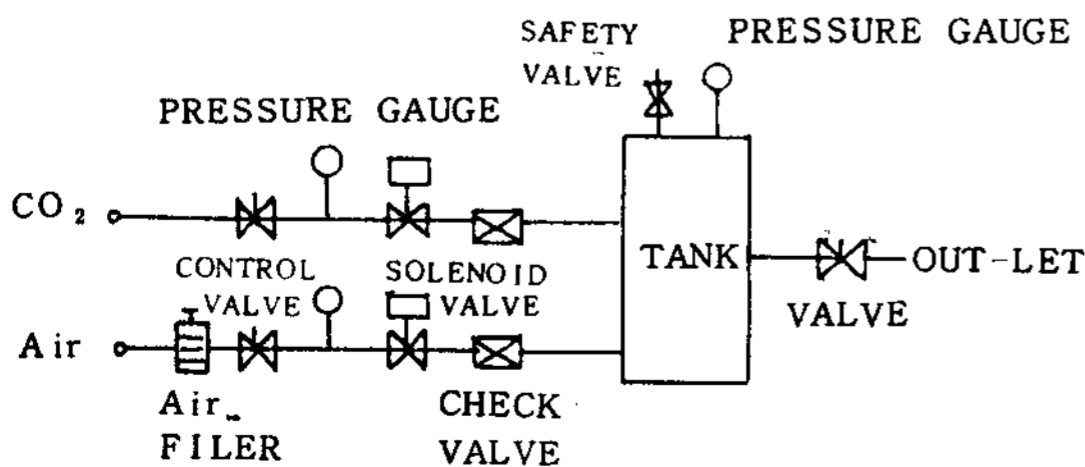 SAFETY
VALVE
PRESSURE GAUGE
PRESSURE GAUGE
CO₂
CONTROL
VALVE
SOLENOID
VALVE
TANK
OUT-LET
VALVE
Air
Air
FILER
CHECK
VALVE